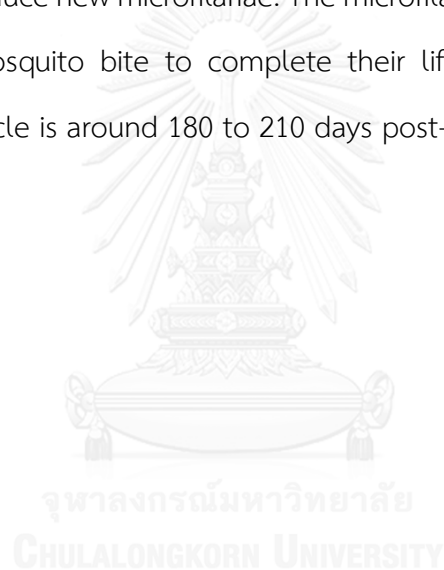 uce new microfilariae. The microfila
osquito bite to complete their lif
cle is around 180 to 210 days post-
จุฬาลงกรณ์มหาวิทยาลัย
CHULALONGKORN UNIVERSITY